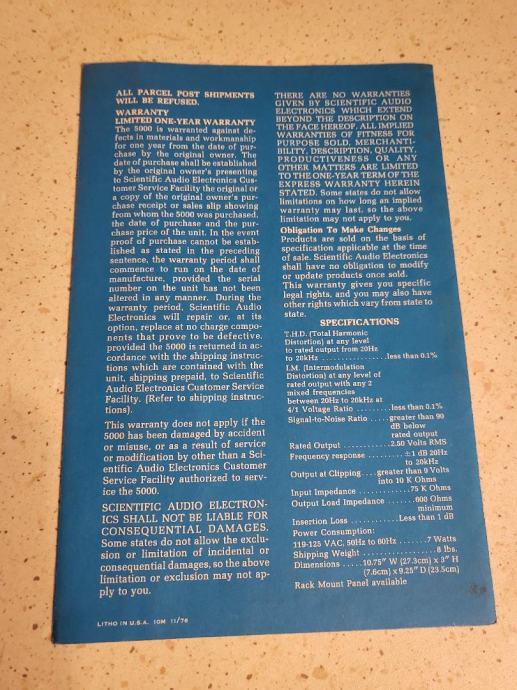 ALL PARCEL POST SHIPMENTS
WILL BE REFUSED.
WARRANTY
LIMITED ONE-YEAR WARRANTY
The 5000 is warranted against de-
fects in materials and workmanship
for one year from the date of pur-
chase by the original owner. The
date of purchase shall be established
by the original owner's presenting
to Scientific Audio Electronics Cus-
tomer Service Facility the original or
a copy of the original owner's pur-
chase receipt or sales slip showing
from whom the 5000 was purchased,
the date of purchase and the pur-
chase price of the unit. In the event
proof of purchase cannot be estab-
lished as stated in the preceding
sentence, the warranty period shall
commence to run on the date of
manufacture, provided the serial
number on the unit has not been
altered in any manner. During the
warranty period, Scientific Audio
Electronics will repair or, at its
option, replace at no charge compo-
nents that prove to be defective,
provided the 5000 is returned in ac-
cordance with the shipping instruc-
tions which are contained with the
unit, shipping prepaid, to Scientific
Audio Electronics Customer Service
Facility. (Refer to shipping instruc-
tions).
This warranty does not apply if the
5000 has been damaged by accident
or misuse, or as a result of service
or modification by other than a Sci-
entific Audio Electronics Customer
Service Facility authorized to serv-
ice the 5000.
SCIENTIFIC AUDIO ELECTRON-
ICS SHALL NOT BE LIABLE FOR
CONSEQUENTIAL DAMAGES.
Some states do not allow the exclu-
sion or limitation of incidental or
consequential damages, so the above
limitation or exclusion may not ap-
ply to you.
LITHO IN U.S.A. 10M 11/76
THERE ARE NO WARRANTIES
GIVEN BY SCIENTIFIC AUDIO
ELECTRONICS WHICH EXTEND
BEYOND THE DESCRIPTION ON
THE FACE HEREOF. ALL IMPLIED
WARRANTIES OF FITNESS FOR
PURPOSE SOLD, MERCHANTI-
BILITY, DESCRIPTION, QUALITY,
PRODUCTIVENESS OR ANY
OTHER MATTERS ARE LIMITED
TO THE ONE-YEAR TERM OF THE
EXPRESS WARRANTY HEREIN
STATED. Some states do not allow
limitations on how long an implied
warranty may last, so the above
limitation may not apply to you.
Obligation To Make Changes
Products are sold on the basis of
specification applicable at the time
of sale. Scientific Audio Electronics
shall have no obligation to modify
or update products once sold.
This warranty gives you specific
legal rights, and you may also have
other rights which vary from state to
state.
SPECIFICATIONS
T.H.D. (Total Harmonic
Distortion) at any level
to rated output from 20Hz
to 20kHz ..................less than 0.1%
I.M. (Intermodulation
Distortion) at any level of
rated output with any 2
mixed frequencies
between 20Hz to 20kHz at
4/1 Voltage Ratio .........less than 0.1%
Signal-to-Noise Ratio ....greater than 90
dB below
rated output
Rated Output .............2.50 Volts RMS
Frequency response .........±1 dB 20Hz
to 20kHz
Output at Clipping ....greater than 9 Volts
into 10 K Ohms
Input Impedance ..............75 K Ohms
Output Load Impedance ........600 Ohms
minimum
Insertion Loss .............Less than 1 dB
Power Consumption:
119-125 VAC, 50Hz to 60Hz ........7 Watts
Shipping Weight ....................8 lbs.
Dimensions .....10.75" W (27.3cm) x 3" H
(7.6cm) x 9.25" D (23.5cm)
Rack Mount Panel available